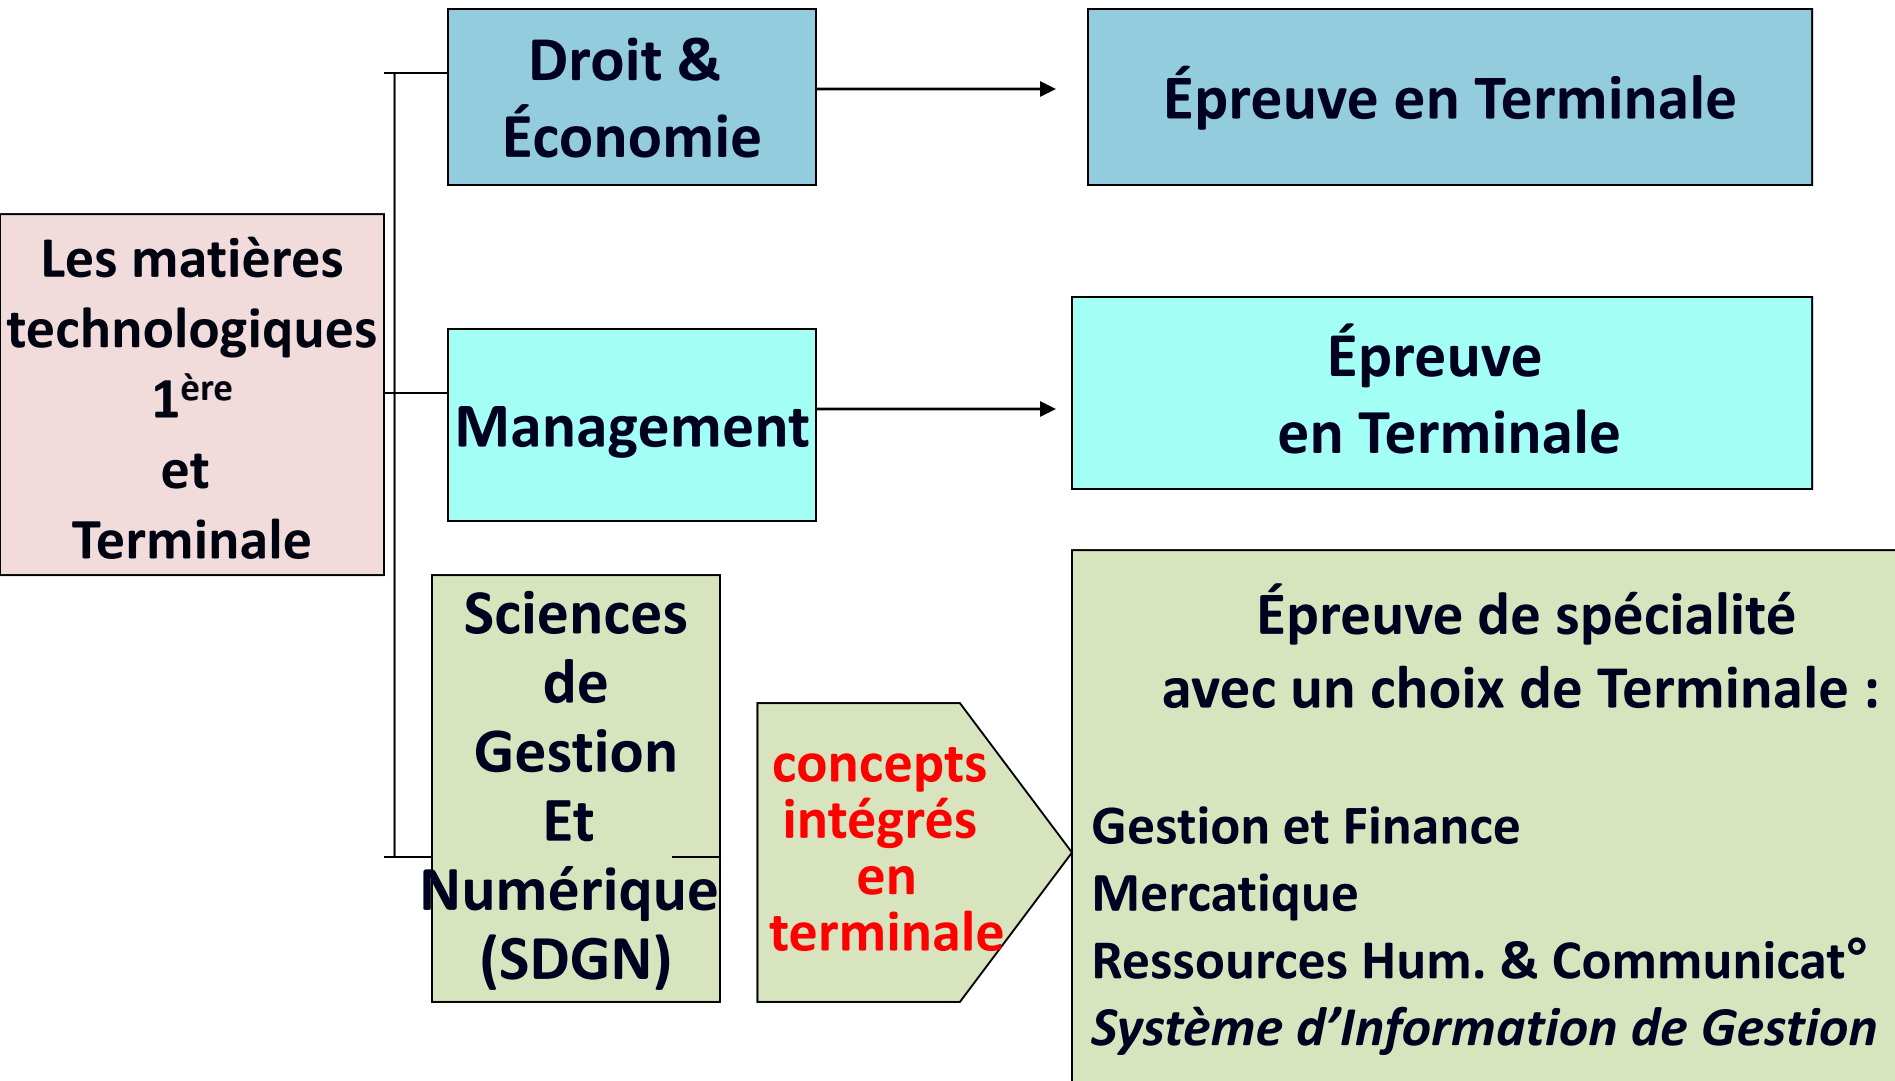 Les matières
technologiques
1ère
et
Terminale
Droit &
Économie
Épreuve en Terminale
Management
Épreuve
en Terminale
Sciences
de
Gestion
Et
Numérique
(SDGN)
concepts
intégrés
en
terminale
Épreuve de spécialité
avec un choix de Terminale :
Gestion et Finance
Mercatique
Ressources Hum. & Communicat°
Système d’Information de Gestion